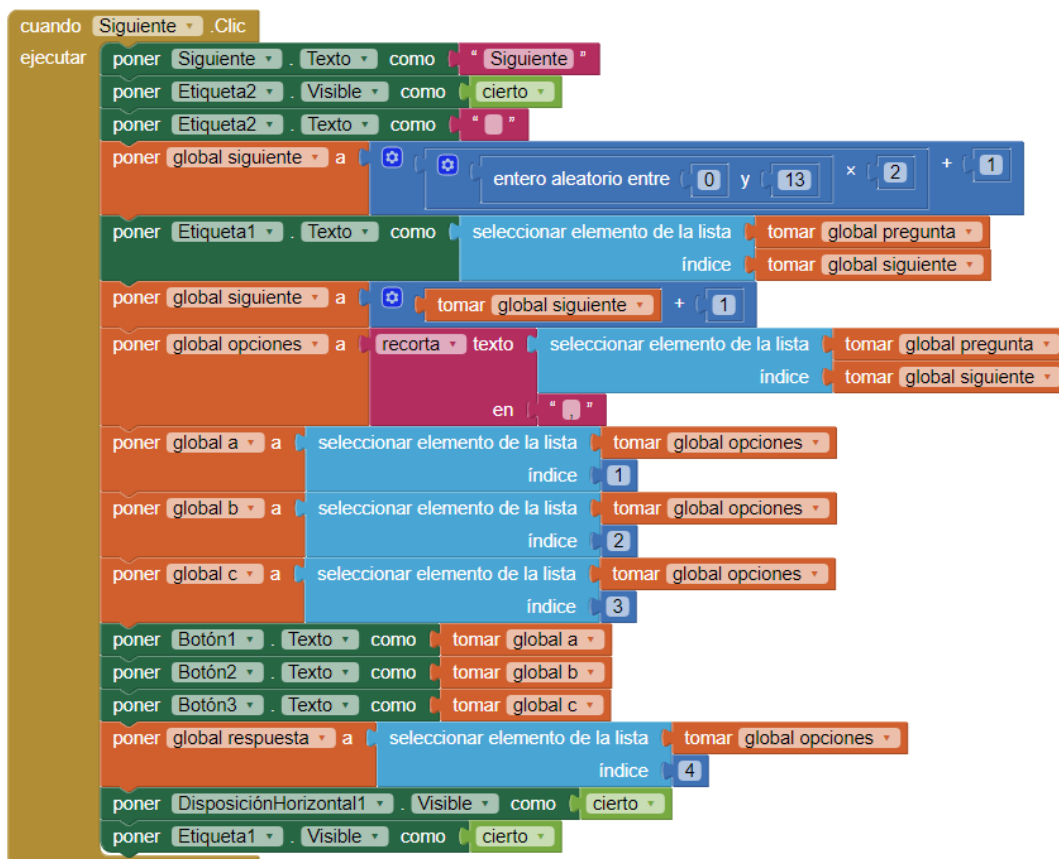 cuando Siguiente .Clic
ejecutar poner Siguiente . Texto como " Siguiente "
poner Etiqueta2 . Visible como cierto
poner Etiqueta2 . Texto como " "
poner global siguiente a entero aleatorio entre 0 y 13 × 2 + 1
poner Etiqueta1 . Texto como seleccionar elemento de la lista tomar global pregunta
índice tomar global siguiente
poner global siguiente a tomar global siguiente + 1
poner global opciones a recorta texto seleccionar elemento de la lista tomar global pregunta
índice tomar global siguiente
en " , "
poner global a a seleccionar elemento de la lista tomar global opciones
índice 1
poner global b a seleccionar elemento de la lista tomar global opciones
índice 2
poner global c a seleccionar elemento de la lista tomar global opciones
índice 3
poner Botón1 . Texto como tomar global a
poner Botón2 . Texto como tomar global b
poner Botón3 . Texto como tomar global c
poner global respuesta a seleccionar elemento de la lista tomar global opciones
índice 4
poner DisposiciónHorizontal1 . Visible como cierto
poner Etiqueta1 . Visible como cierto